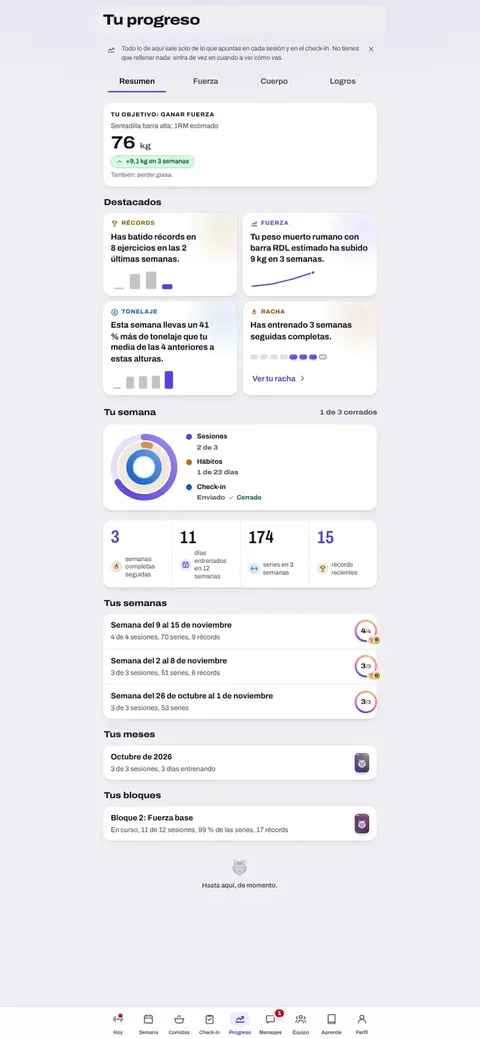 Tu progreso
Todo lo de aquí sale solo de lo que apuntas en cada sesión y en el check-in. No tienes
que rellenar nada: entra de vez en cuando a ver cómo vas.
Resumen
Fuerza
Cuerpo
Logros
TU OBJETIVO: GANAR FUERZA
Sentadilla barra alta: 1RM estimado
76 kg
+9,1 kg en 3 semanas
También: perder grasa.
Destacados
RÉCORDS
Has batido récords en
8 ejercicios en las 2
últimas semanas.
FUERZA
Tu peso muerto rumano con
barra RDL estimado ha subido
9 kg en 3 semanas.
TONELAJE
Esta semana llevas un 41
% más de tonelaje que tu
media de las 4 anteriores a
estas alturas.
RACHA
Has entrenado 3 semanas
seguidas completas.
Ver tu racha
Tu semana
1 de 3 cerrados
Sesiones
2 de 3
Hábitos
1 de 23 días
Check-in
Enviado
Cerrado
3
semanas
completas
seguidas
11
días
entrenados
en 12
semanas
174
series en 3
semanas
15
récords
recientes
Tus semanas
Semana del 9 al 15 de noviembre
4 de 4 sesiones, 70 series, 9 récords
4/4
9
Semana del 2 al 8 de noviembre
3 de 3 sesiones, 51 series, 6 récords
3/3
6
Semana del 26 de octubre al 1 de noviembre
3 de 3 sesiones, 53 series
3/3
Tus meses
Octubre de 2026
3 de 3 sesiones, 3 días entrenando
Tus bloques
Bloque 2: Fuerza base
En curso, 11 de 12 sesiones, 99 % de las series, 17 récords
Hasta aquí, de momento.
Hoy
Semana
Comidas
Check-in
Progreso
1
Mensajes
Equipo
Aprende
Perfil